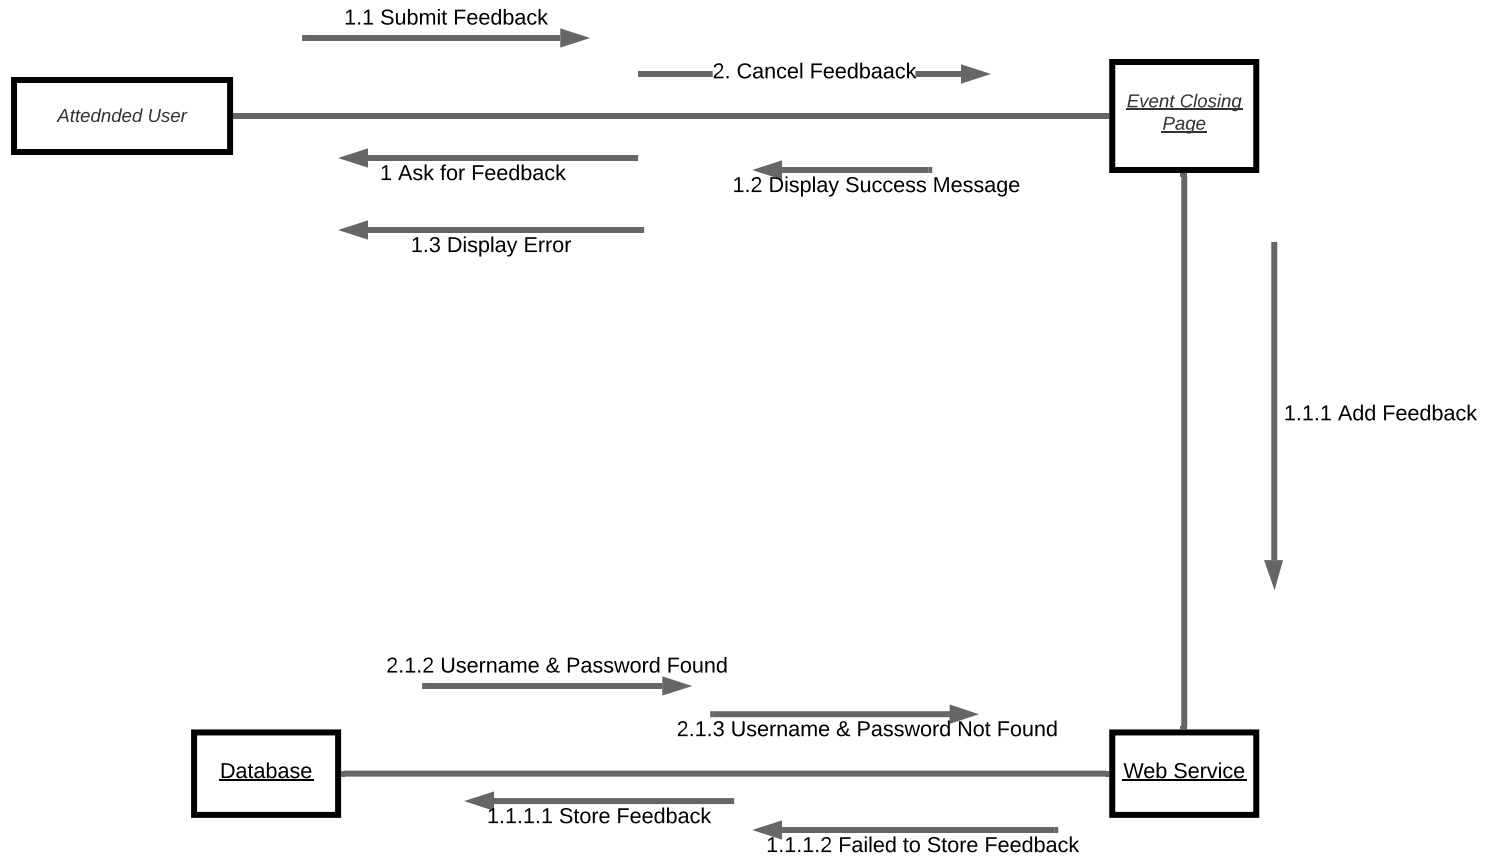 1.1 Submit Feedback
2. Cancel Feedbaack
Attednded User
Event Closing
Page
1 Ask for Feedback
1.2 Display Success Message
1.3 Display Error
1.1.1 Add Feedback
2.1.2 Username & Password Found
2.1.3 Username & Password Not Found
Database
Web Service
1.1.1.1 Store Feedback
1.1.1.2 Failed to Store Feedback